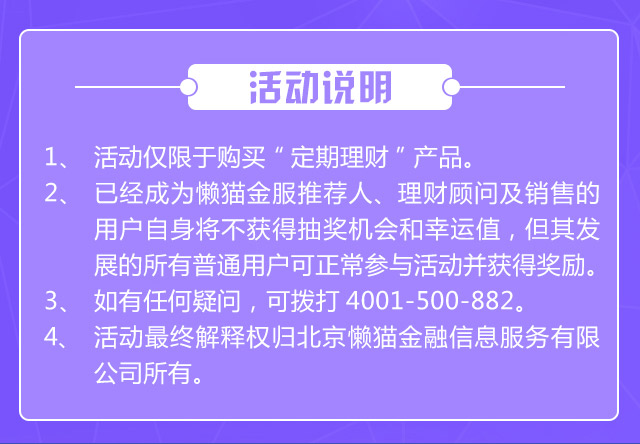 活动说明
1、 活动仅限于购买“定期理财”产品。
2、 已经成为懒猫金服推荐人、理财顾问及销售的
用户自身将不获得抽奖机会和幸运值，但其发
展的所有普通用户可正常参与活动并获得奖励。
3、 如有任何疑问，可拨打 4001-500-882。
4、 活动最终解释权归北京懒猫金融信息服务有限
公司所有。